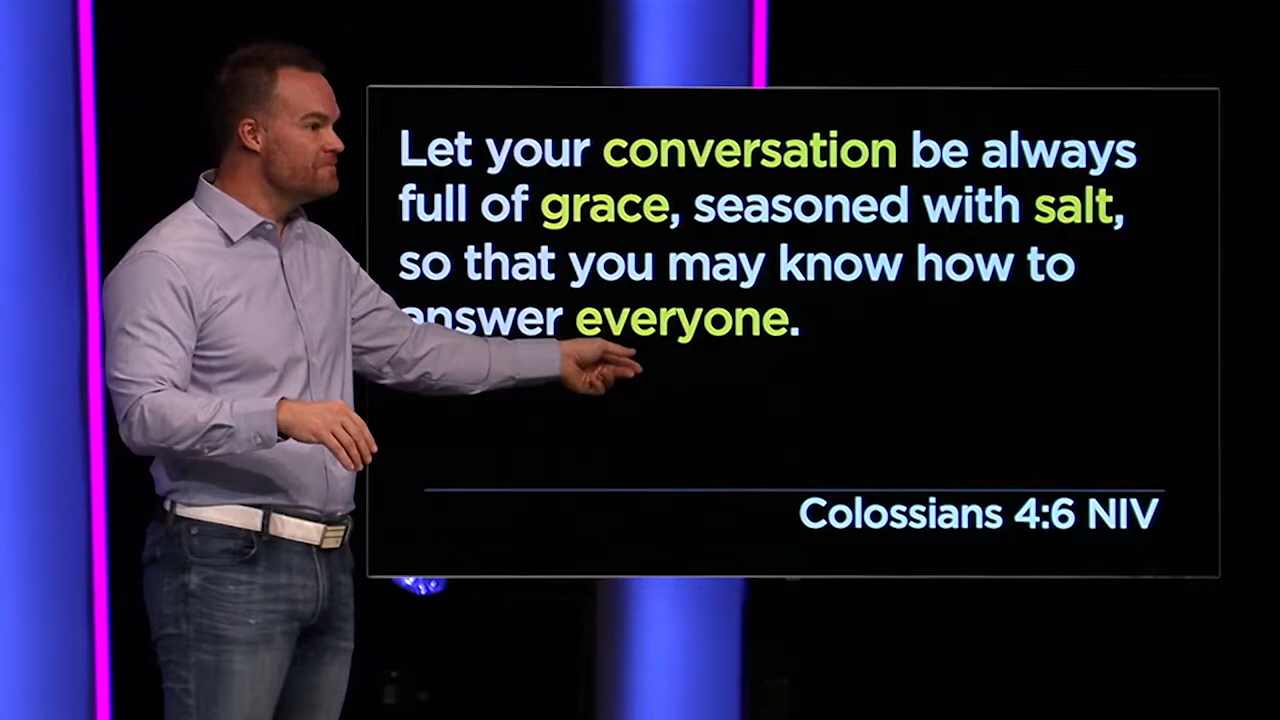 Let your conversation be always
full of grace, seasoned with salt,
so that you may know how to
answer everyone.
Colossians 4:6 NIV